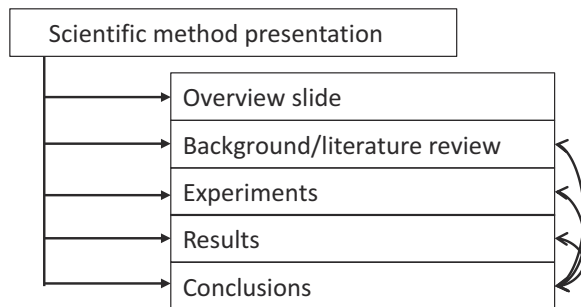 Scientific method presentation
Overview slide
Background/literature review
Experiments
Results
Conclusions